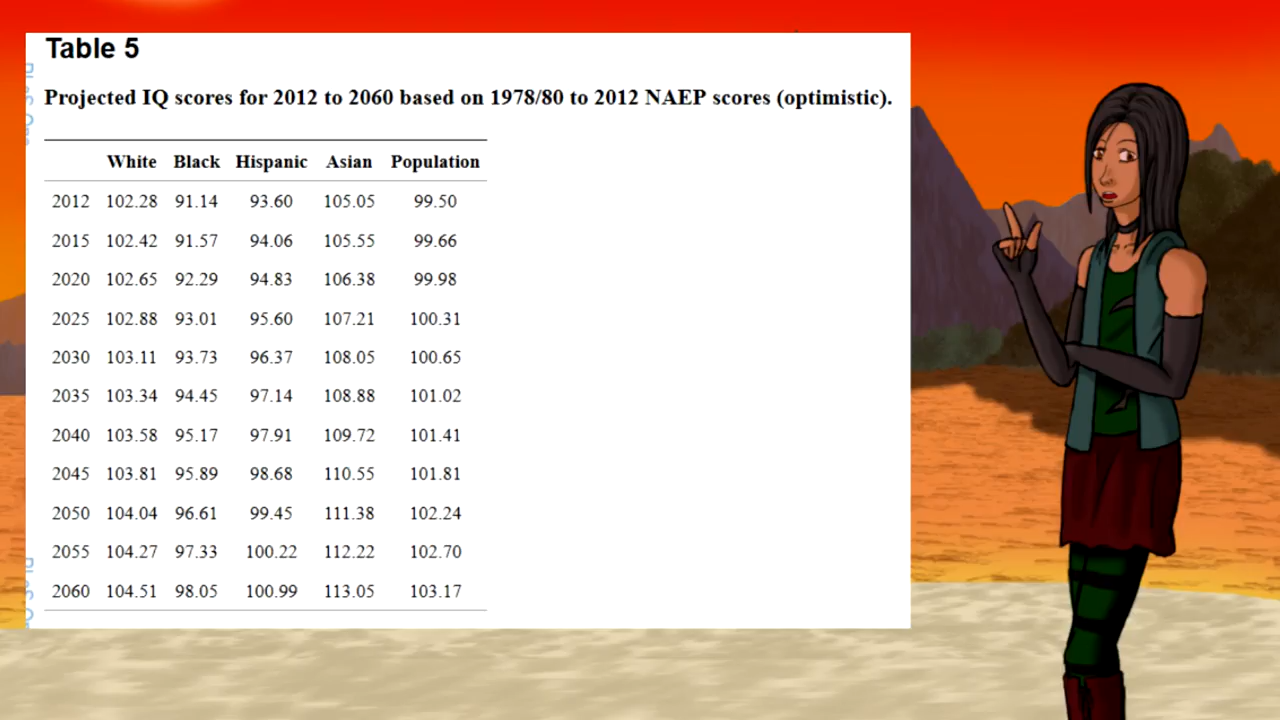 Table 5
Projected IQ scores for 2012 to 2060 based on 1978/80 to 2012 NAEP scores (optimistic).
White Black Hispanic Asian Population
2012 102.28 91.14 93.60 105.05 99.50
2015 102.42 91.57 94.06 105.55 99.66
2020 102.65 92.29 94.83 106.38 99.98
2025 102.88 93.01 95.60 107.21 100.31
2030 103.11 93.73 96.37 108.05 100.65
2035 103.34 94.45 97.14 108.88 101.02
2040 103.58 95.17 97.91 109.72 101.41
2045 103.81 95.89 98.68 110.55 101.81
2050 104.04 96.61 99.45 111.38 102.24
2055 104.27 97.33 100.22 112.22 102.70
2060 104.51 98.05 100.99 113.05 103.17